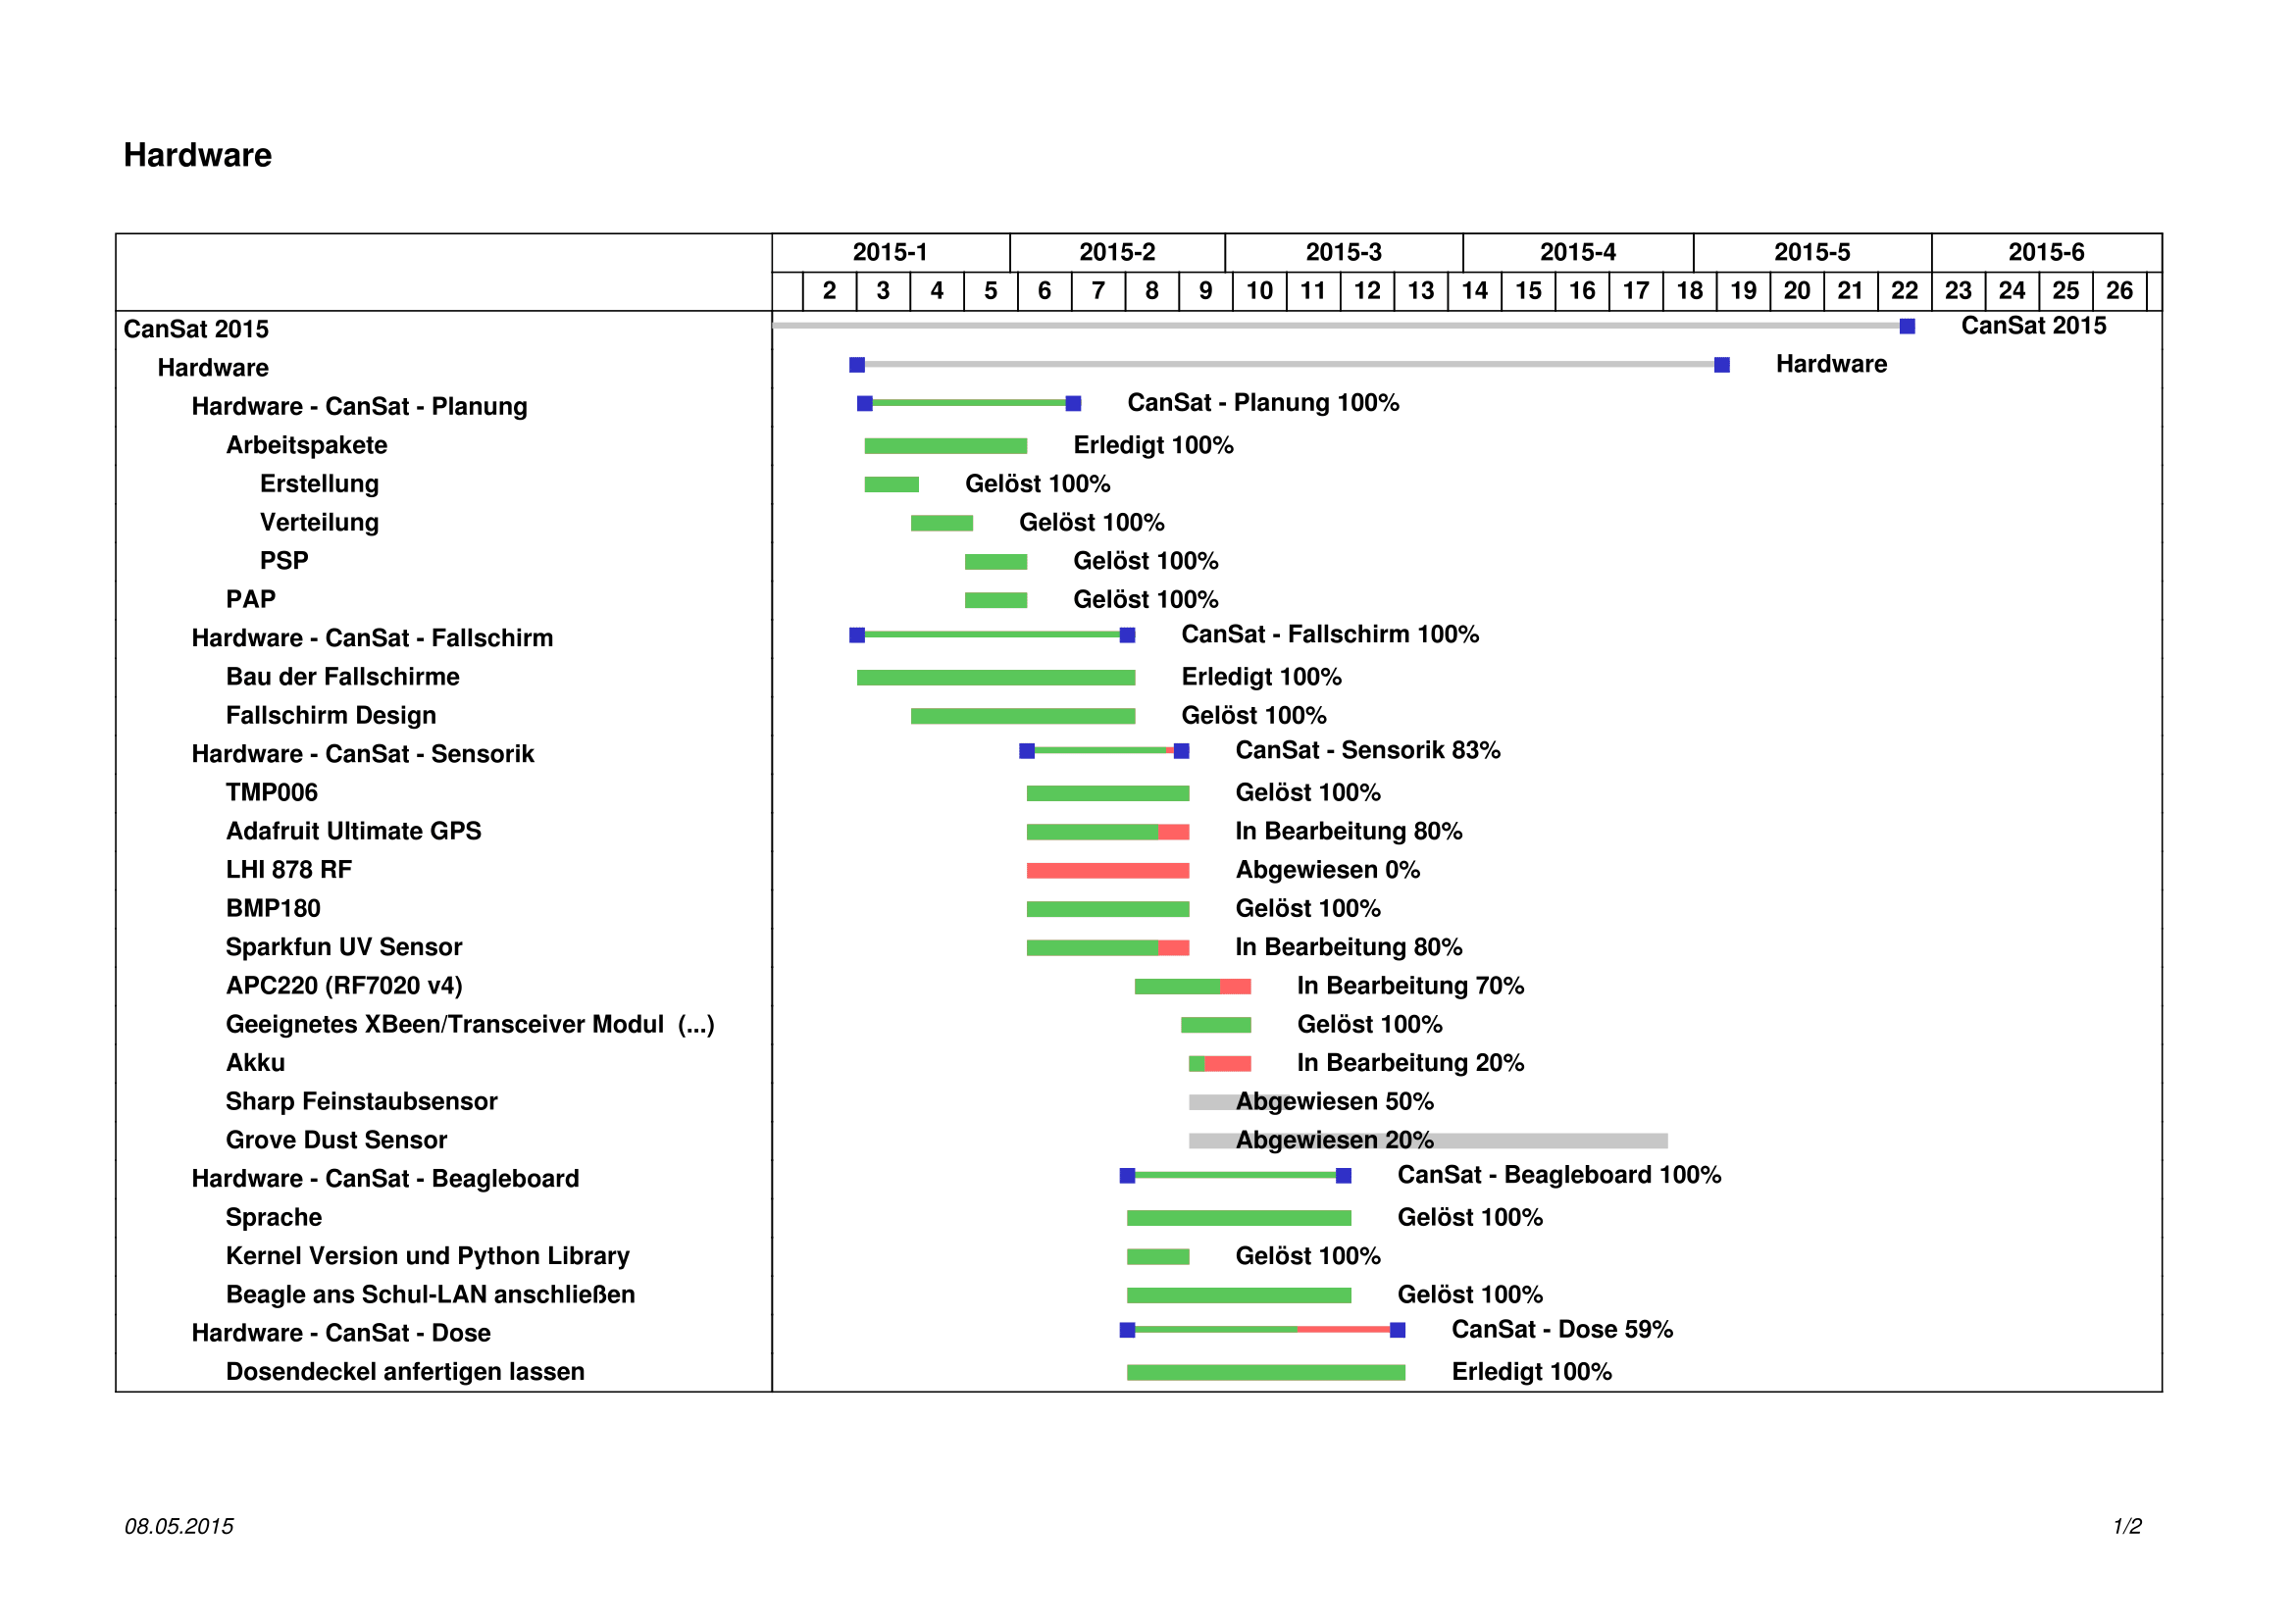 Hardware
2015-1 2015-2 2015-3 2015-4 2015-5 2015-6
2 3 4 5 6 7 8 9 10 11 12 13 14 15 16 17 18 19 20 21 22 23 24 25 26
CanSat 2015 CanSat 2015
Hardware Hardware
Hardware - CanSat - Planung CanSat - Planung 100%
Arbeitspakete Erledigt 100%
Erstellung Gelöst 100%
Verteilung Gelöst 100%
PSP Gelöst 100%
PAP Gelöst 100%
Hardware - CanSat - Fallschirm CanSat - Fallschirm 100%
Bau der Fallschirme Erledigt 100%
Fallschirm Design Gelöst 100%
Hardware - CanSat - Sensorik CanSat - Sensorik 83%
TMP006 Gelöst 100%
Adafruit Ultimate GPS In Bearbeitung 80%
LHI 878 RF Abgewiesen 0%
BMP180 Gelöst 100%
Sparkfun UV Sensor In Bearbeitung 80%
APC220 (RF7020 v4) In Bearbeitung 70%
Geeignetes XBeen/Transceiver Modul (...) Gelöst 100%
Akku In Bearbeitung 20%
Sharp Feinstaubsensor Abgewiesen 50%
Grove Dust Sensor Abgewiesen 20%
Hardware - CanSat - Beagleboard CanSat - Beagleboard 100%
Sprache Gelöst 100%
Kernel Version und Python Library Gelöst 100%
Beagle ans Schul-LAN anschließen Gelöst 100%
Hardware - CanSat - Dose CanSat - Dose 59%
Dosendeckel anfertigen lassen Erledigt 100%
08.05.2015 1/2